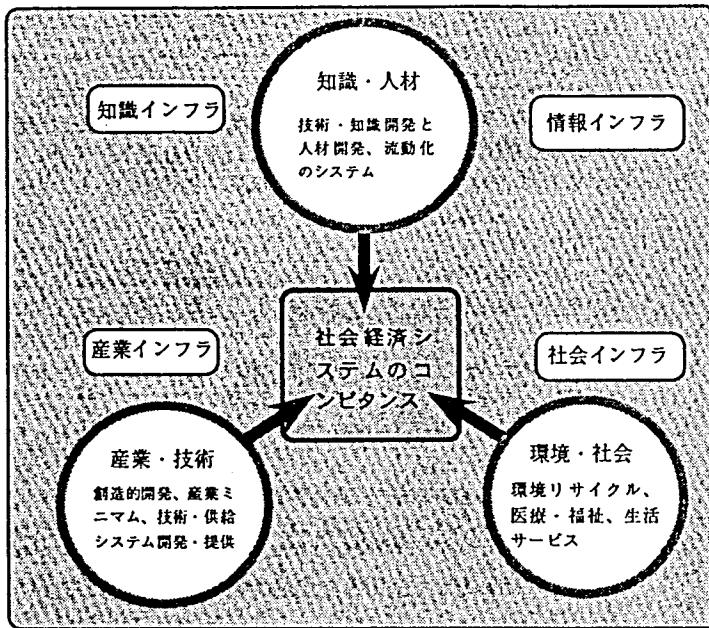 知識・人材
技術・知識開発と
人材開発、流動化
のシステム
知識インフラ
情報インフラ
社会経済シ
ステムのコ
ンピタンス
産業インフラ
社会インフラ
産業・技術
創造的開発、産業ミ
ニマム、技術・供給
システム開発・提供
環境・社会
環境リサイクル、
医療・福祉、生活
サービス